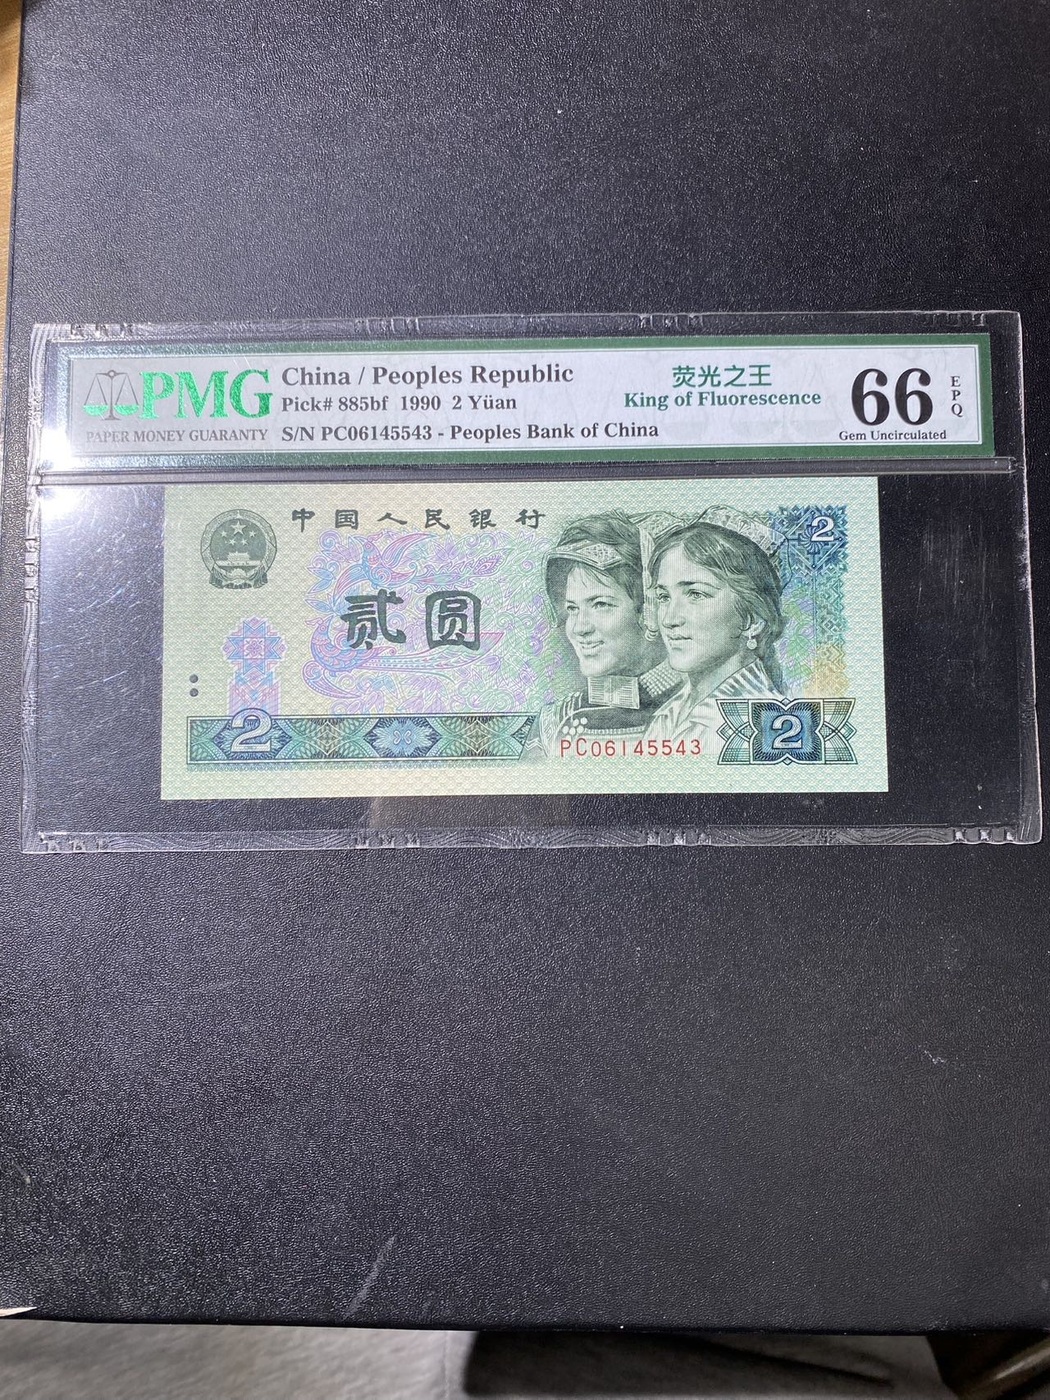 PMG
PAPER MONEY GUARANTY
China / Peoples Republic
Pick# 885bf 1990 2 Yüan
S/N PC06145543 - Peoples Bank of China
荧光之王
King of Fluorescence
66
EPQ
Gem Uncirculated
中国人民银行
2
贰圆
2
PC06145543
2